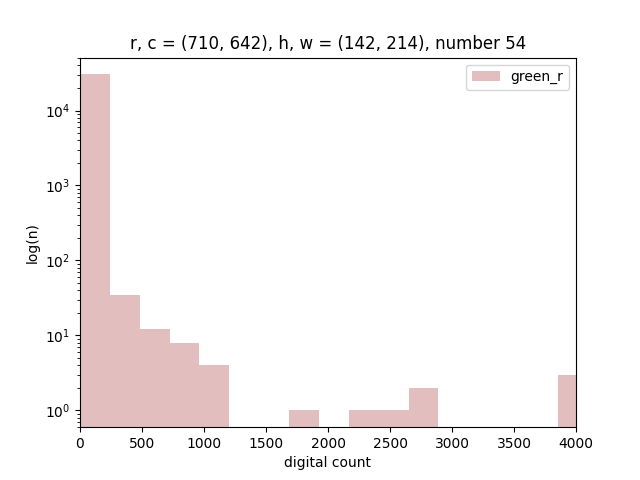 r, c = (710, 642), h, w = (142, 214), number 54
green_r
10^4
10^3
10^2
10^1
10^0
log(n)
0 500 1000 1500 2000 2500 3000 3500 4000
digital count